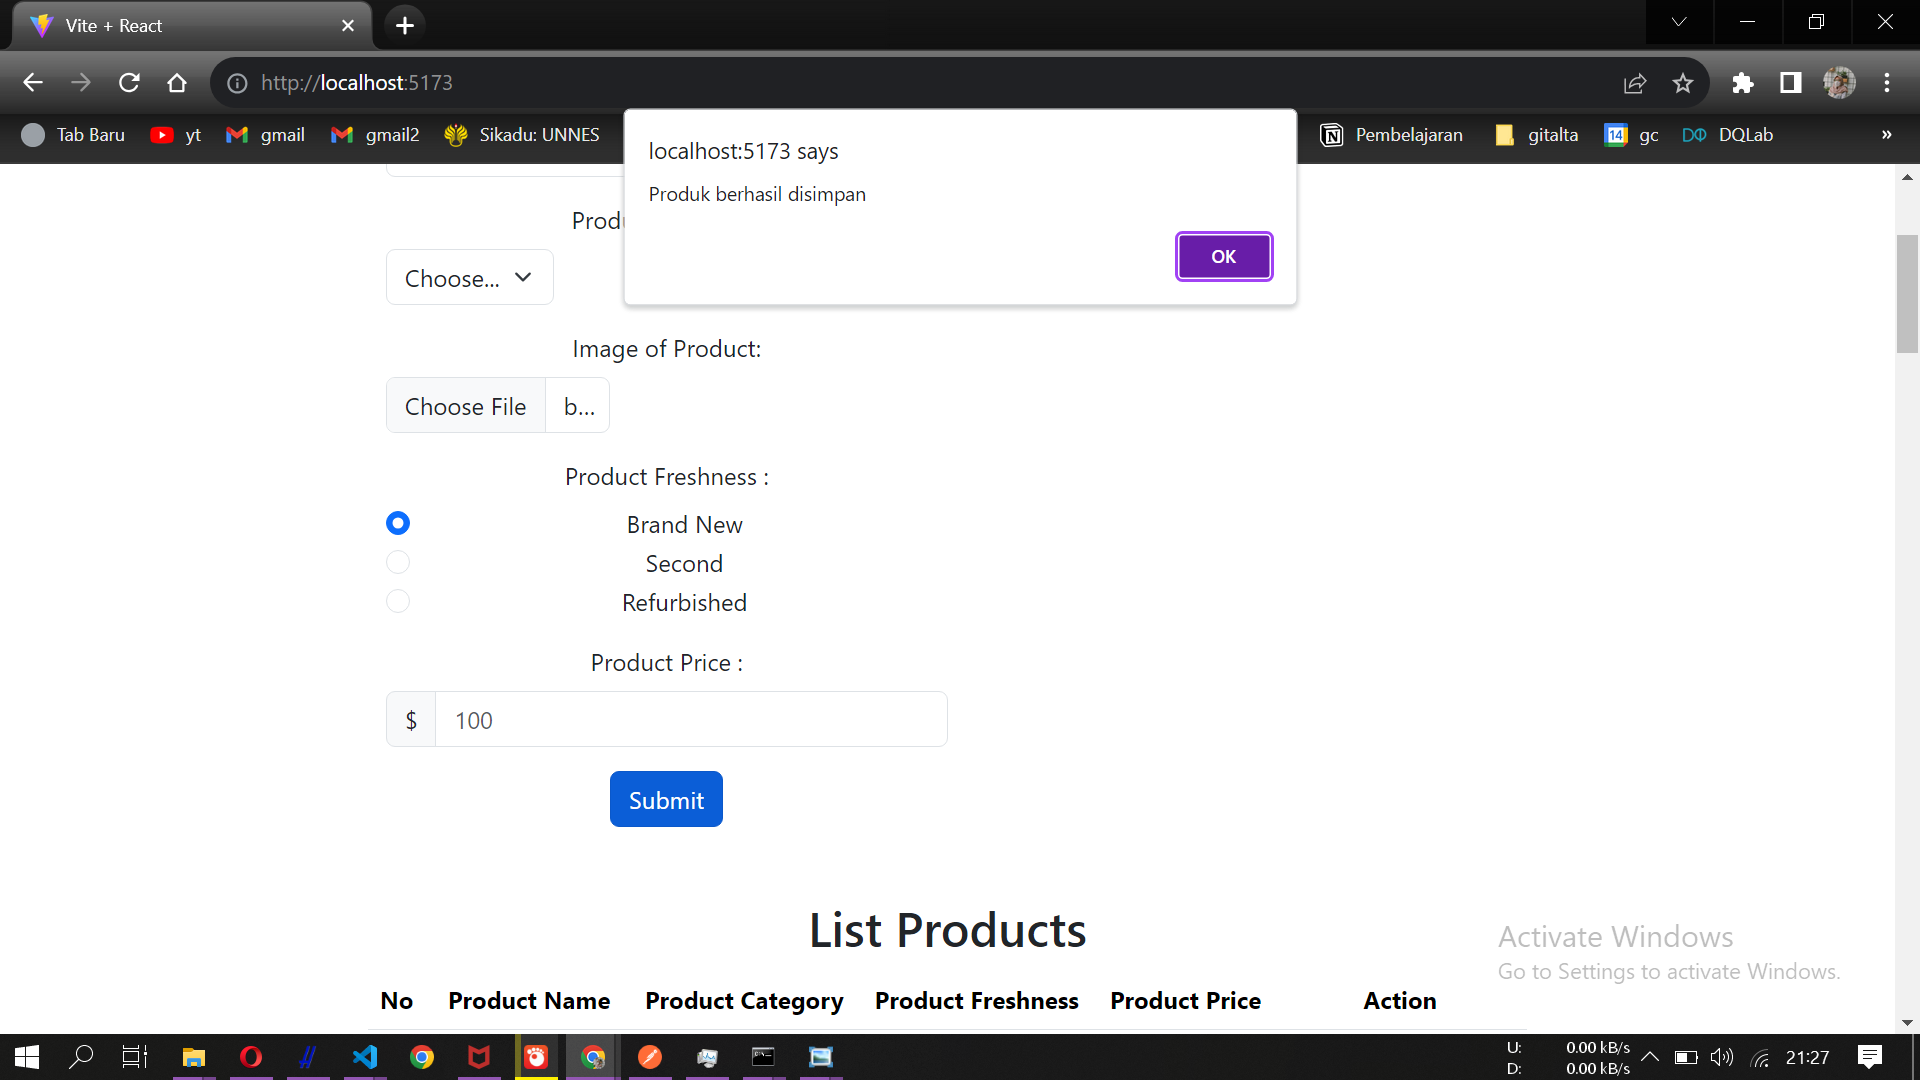 Vite + React
http://localhost:5173
Tab Baru
yt
gmail
gmail2
Sikadu: UNNES
Pembelajaran
gitalta
14
gc
DQLab
»
localhost:5173 says
Produk berhasil disimpan
OK
Choose...
Image of Product:
Choose File
b...
Product Freshness :
Brand New
Second
Refurbished
Product Price :
$
100
Submit
List Products
Activate Windows
Go to Settings to activate Windows.
No Product Name Product Category Product Freshness Product Price Action
U: 0.00 kB/s
D: 0.00 kB/s
21:27